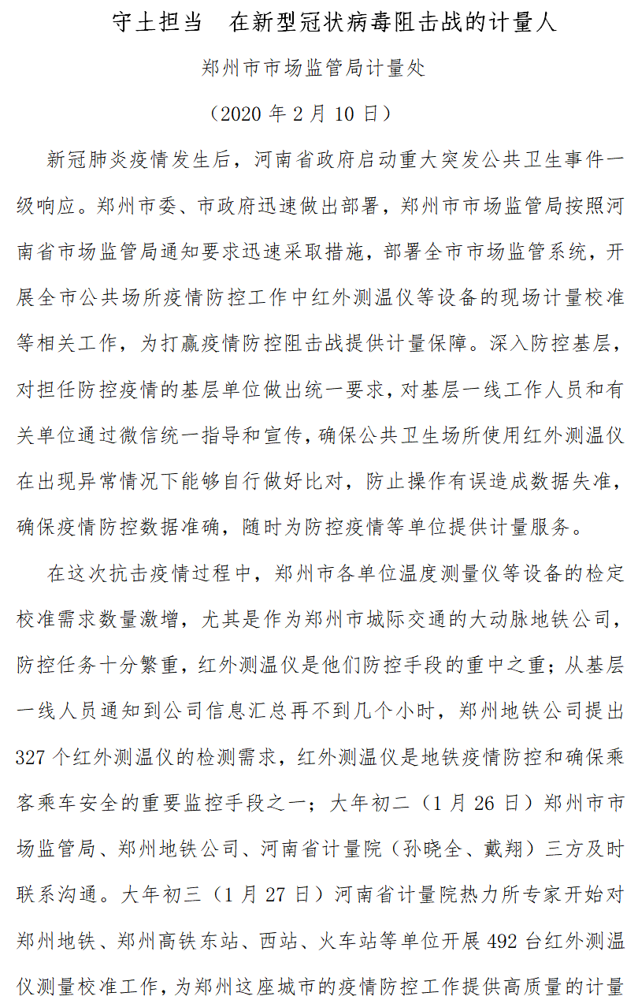 守土担当　在新型冠状病毒阻击战的计量人
郑州市市场监管局计量处
（2020 年 2 月 10 日）
新冠肺炎疫情发生后，河南省政府启动重大突发公共卫生事件一
级响应。郑州市委、市政府迅速做出部署，郑州市市场监管局按照河
南省市场监管局通知要求迅速采取措施，部署全市市场监管系统，开
展全市公共场所疫情防控工作中红外测温仪等设备的现场计量校准
等相关工作，为打赢疫情防控阻击战提供计量保障。深入防控基层，
对担任防控疫情的基层单位做出统一要求，对基层一线工作人员和有
关单位通过微信统一指导和宣传，确保公共卫生场所使用红外测温仪
在出现异常情况下能够自行做好比对，防止操作有误造成数据失准，
确保疫情防控数据准确，随时为防控疫情等单位提供计量服务。
在这次抗击疫情过程中，郑州市各单位温度测量仪等设备的检定
校准需求数量激增，尤其是作为郑州市城际交通的大动脉地铁公司，
防控任务十分繁重，红外测温仪是他们防控手段的重中之重；从基层
一线人员通知到公司信息汇总再不到几个小时，郑州地铁公司提出
327 个红外测温仪的检测需求，红外测温仪是地铁疫情防控和确保乘
客乘车安全的重要监控手段之一；大年初二（1 月 26 日）郑州市市
场监管局、郑州地铁公司、河南省计量院（孙晓全、戴翔）三方及时
联系沟通。大年初三（1 月 27 日）河南省计量院热力所专家开始对
郑州地铁、郑州高铁东站、西站、火车站等单位开展 492 台红外测温
仪测量校准工作，为郑州这座城市的疫情防控工作提供高质量的计量